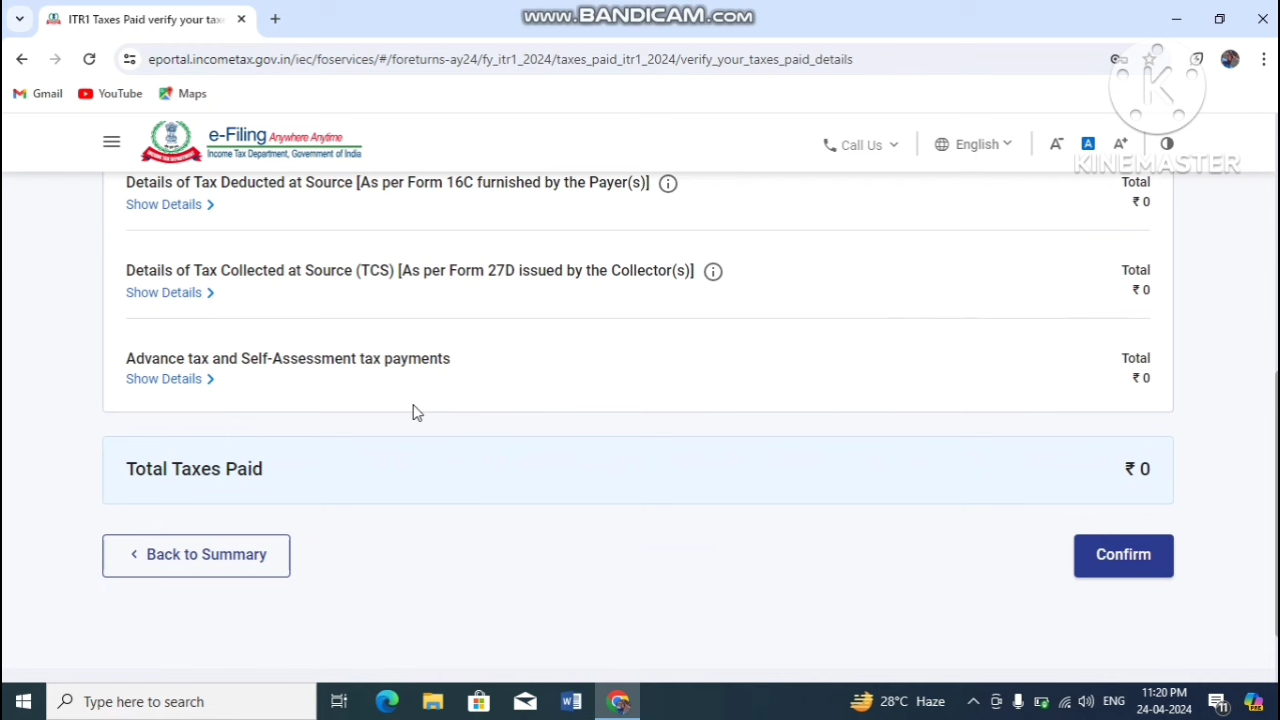 www.BANDICAM.com
ITR1 Taxes Paid verify your taxe
eportal.incometax.gov.in/iec/foservices/#/foreturns-ay24/fy_itr1_2024/taxes_paid_itr1_2024/verify_your_taxes_paid_details
Gmail YouTube Maps
K
KINEMASTER
e-Filing Anywhere Anytime
Income Tax Department, Government of India
Call Us English A- A A+
Details of Tax Deducted at Source [As per Form 16C furnished by the Payer(s)] Total
Show Details ₹ 0
Details of Tax Collected at Source (TCS) [As per Form 27D issued by the Collector(s)] Total
Show Details ₹ 0
Advance tax and Self-Assessment tax payments Total
Show Details ₹ 0
Total Taxes Paid ₹ 0
Back to Summary Confirm
Type here to search 28°C Haze ENG 11:20 PM
24-04-2024 11